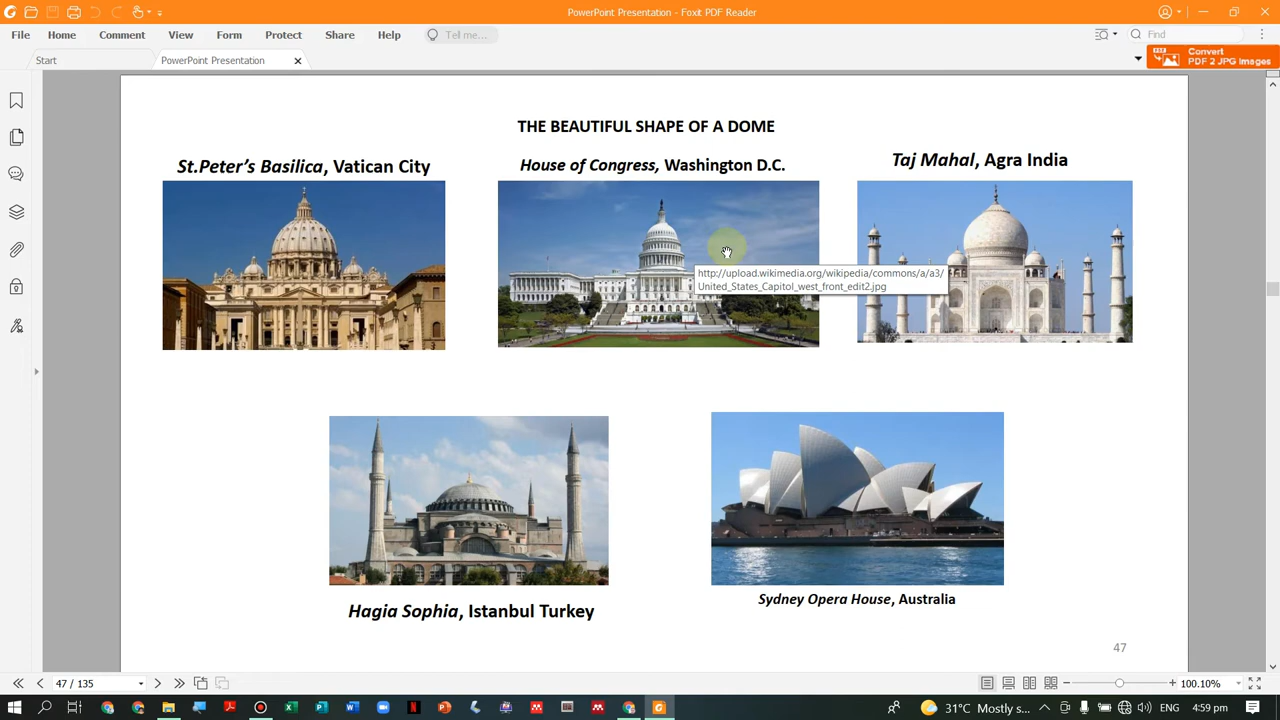 PowerPoint Presentation - Foxit PDF Reader
File Home Comment View Form Protect Share Help Tell me... Find
Start PowerPoint Presentation
Convert
PDF 2 JPG Images
THE BEAUTIFUL SHAPE OF A DOME
St.Peter's Basilica, Vatican City
House of Congress, Washington D.C.
Taj Mahal, Agra India
http://upload.wikimedia.org/wikipedia/commons/a/a3/
United_States_Capitol_west_front_edit2.jpg
Hagia Sophia, Istanbul Turkey
Sydney Opera House, Australia
47
47 / 135
100.10%
31°C Mostly s...
4:59 pm